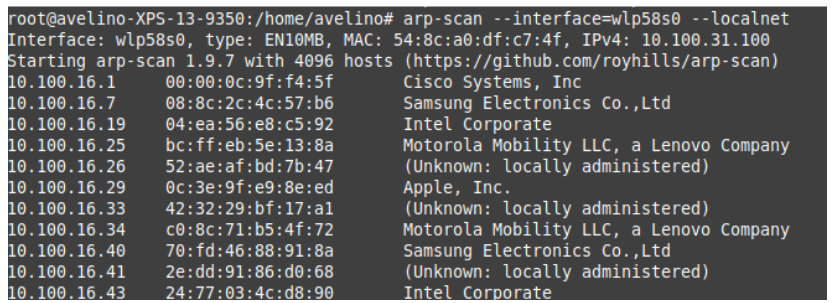 root@avelino-XPS-13-9350:/home/avelino# arp-scan --interface=wlp58s0 --localnet
Interface: wlp58s0, type: EN10MB, MAC: 54:8c:a0:df:c7:4f, IPv4: 10.100.31.100
Starting arp-scan 1.9.7 with 4096 hosts (https://github.com/royhills/arp-scan)
10.100.16.1 00:00:0c:9f:f4:5f Cisco Systems, Inc
10.100.16.7 08:8c:2c:4c:57:b6 Samsung Electronics Co.,Ltd
10.100.16.19 04:ea:56:e8:c5:92 Intel Corporate
10.100.16.25 bc:ff:eb:5e:13:8a Motorola Mobility LLC, a Lenovo Company
10.100.16.26 52:ae:af:bd:7b:47 (Unknown: locally administered)
10.100.16.29 0c:3e:9f:e9:8e:ed Apple, Inc.
10.100.16.33 42:32:29:bf:17:a1 (Unknown: locally administered)
10.100.16.34 c0:8c:71:b5:4f:72 Motorola Mobility LLC, a Lenovo Company
10.100.16.40 70:fd:46:88:91:8a Samsung Electronics Co.,Ltd
10.100.16.41 2e:dd:91:86:d0:68 (Unknown: locally administered)
10.100.16.43 24:77:03:4c:d8:90 Intel Corporate